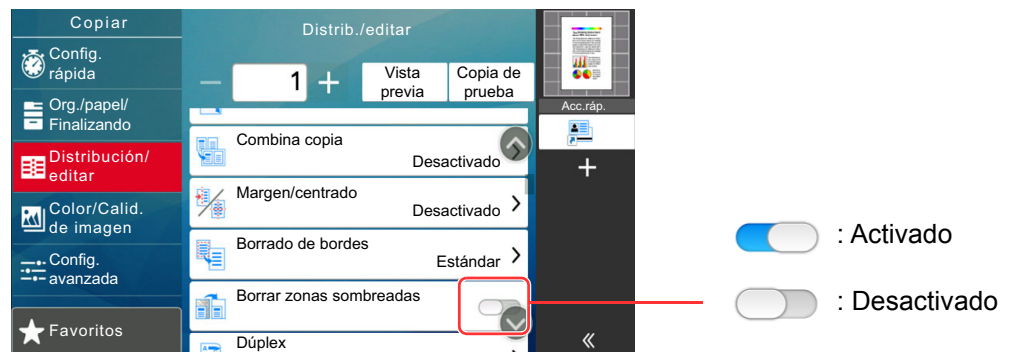 Copiar
Config.
rápida
Org./papel/
Finalizando
Distribución/
editar
Color/Calid.
de imagen
Config.
avanzada
Favoritos
Distrib./editar
1
Vista
previa
Copia de
prueba
Combina copia
Desactivado
Margen/centrado
Desactivado
Borrado de bordes
Estándar
Borrar zonas sombreadas
Dúplex
Acc.ráp.
: Activado
: Desactivado